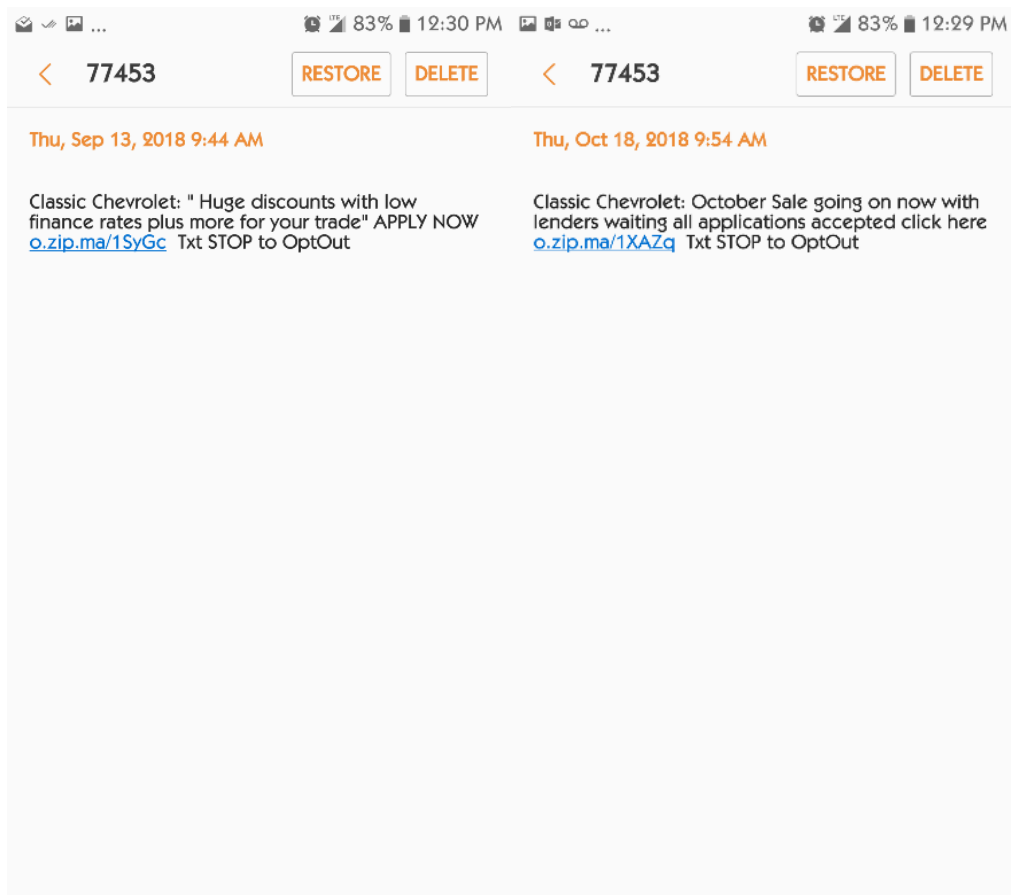 ... 83% 12:30 PM
77453 RESTORE DELETE
Thu, Sep 13, 2018 9:44 AM
Classic Chevrolet: " Huge discounts with low
finance rates plus more for your trade" APPLY NOW
o.zip.ma/1SyGc Txt STOP to OptOut
... LTE 83% 12:29 PM
77453 RESTORE DELETE
Thu, Oct 18, 2018 9:54 AM
Classic Chevrolet: October Sale going on now with
lenders waiting all applications accepted click here
o.zip.ma/1XAZq Txt STOP to OptOut